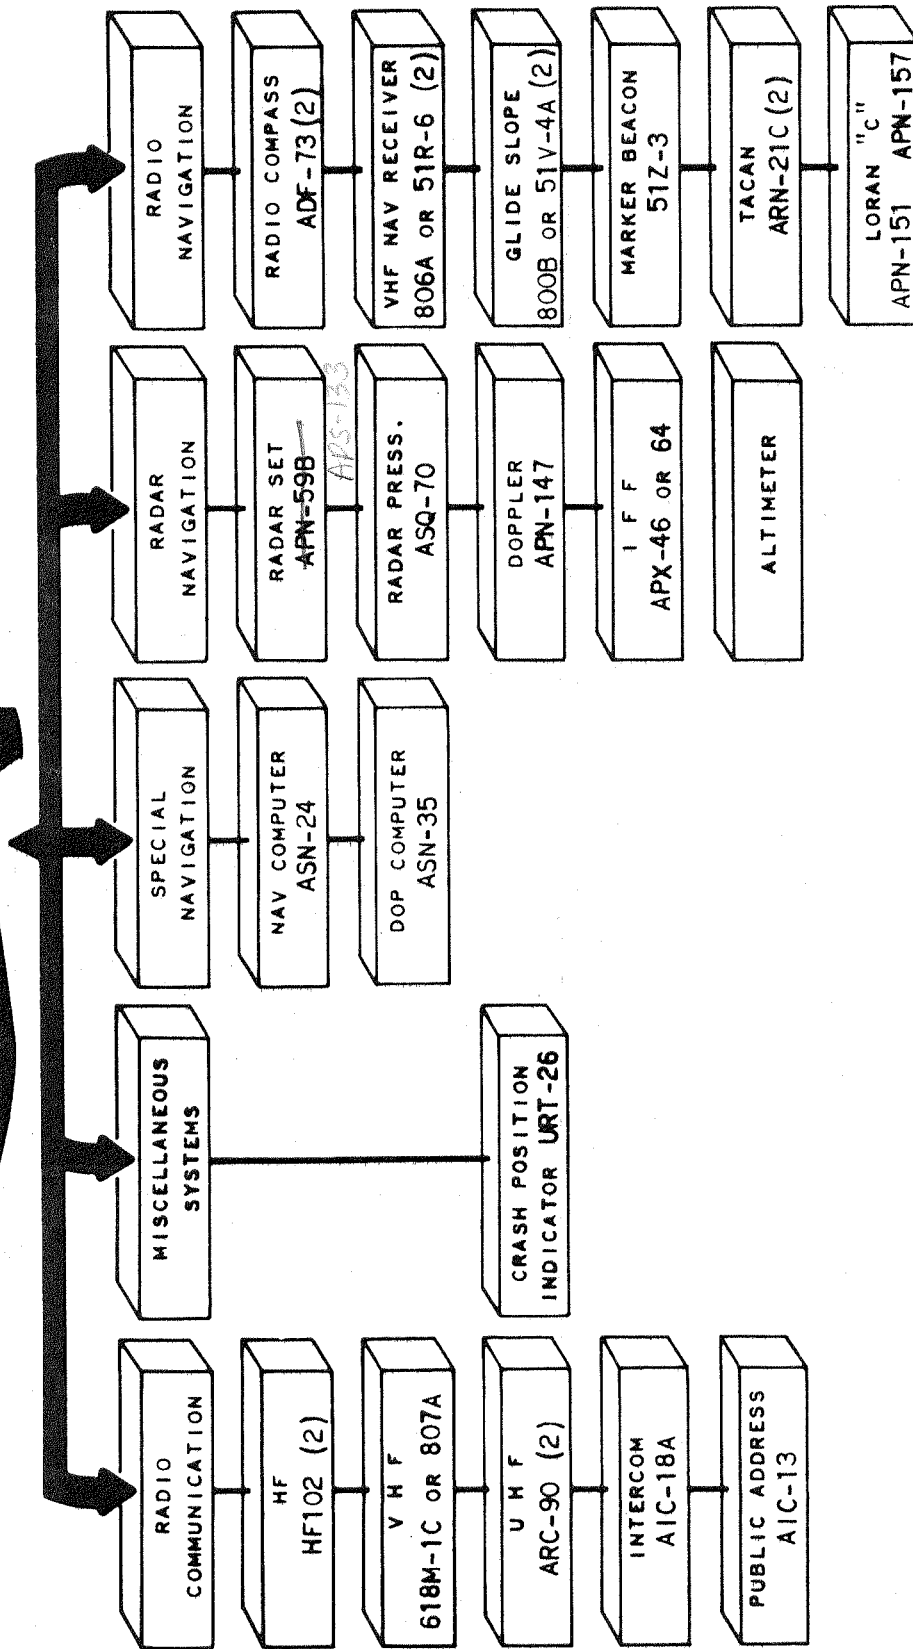 RADIO
COMMUNICATION
HF
HF102 (2)
V H F
618M-1C OR 807A
U H F
ARC-90 (2)
INTERCOM
AIC-18A
PUBLIC ADDRESS
AIC-13
MISCELLANEOUS
SYSTEMS
CRASH POSITION
INDICATOR URT-26
SPECIAL
NAVIGATION
NAV COMPUTER
ASN-24
DOP COMPUTER
ASN-35
RADAR
NAVIGATION
RADAR SET
APN-59B
APS-133
RADAR PRESS.
ASQ-70
DOPPLER
APN-147
I F F
APX-46 OR 64
ALTIMETER
RADIO
NAVIGATION
RADIO COMPASS
ADF-73 (2)
VHF NAV RECEIVER
806A OR 51R-6 (2)
GLIDE SLOPE
800B OR 51V-4A (2)
MARKER BEACON
51Z-3
TACAN
ARN-21C (2)
LORAN "C"
APN-151 APN-157